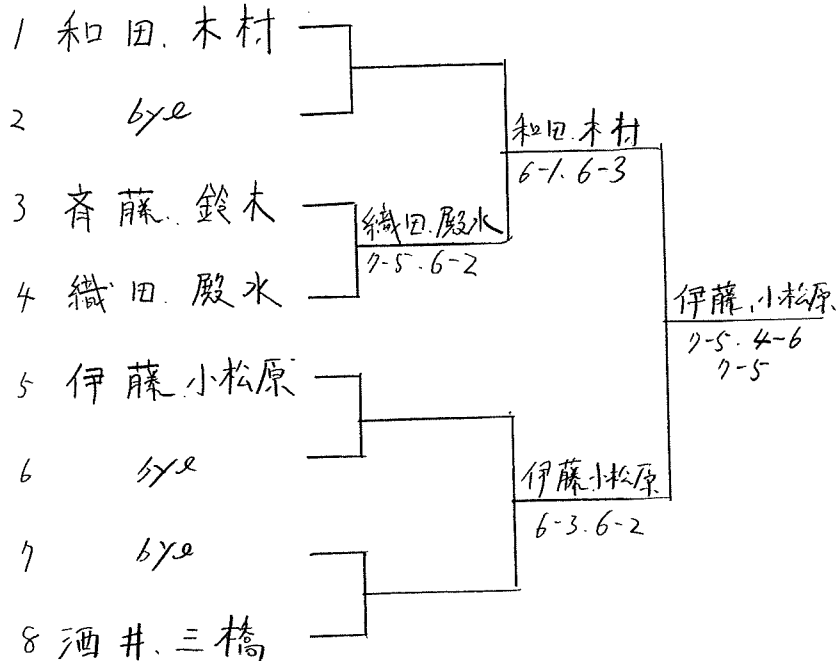 1 和田.木村
2 bye
和田.木村
6-1.6-3
3 斉藤.鈴木
織田.殿水
7-5.6-2
4 織田.殿水
伊藤.小松原
7-5.4-6
7-5
5 伊藤.小松原
6 bye
伊藤.小松原
6-3.6-2
7 bye
8 酒井.三橋